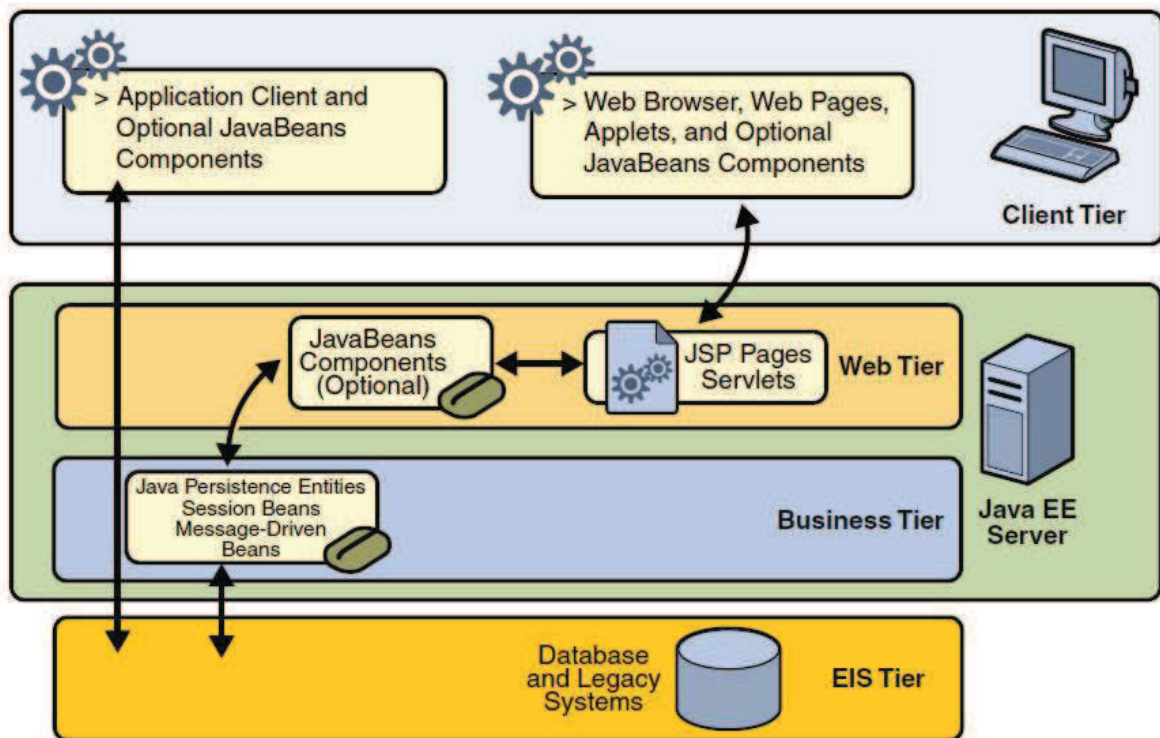 > Application Client and
Optional JavaBeans
Components
> Web Browser, Web Pages,
Applets, and Optional
JavaBeans Components
Client Tier
JavaBeans
Components
(Optional)
JSP Pages
Servlets
Web Tier
Java Persistence Entities
Session Beans
Message-Driven
Beans
Business Tier
Java EE
Server
Database
and Legacy
Systems
EIS Tier